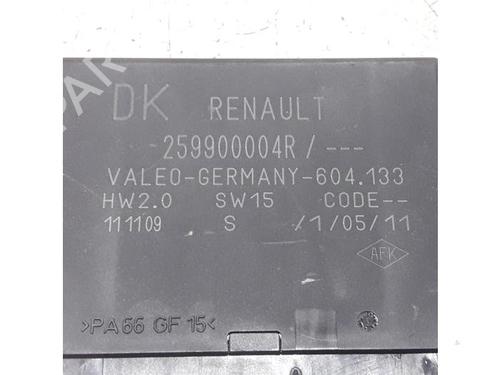 DK RENAULT
259900004R / ---
VALEO-GERMANY-604.133
HW2.0 SW15 CODE--
111109 S /1/05/11
AFK
>PA66 GF 15<